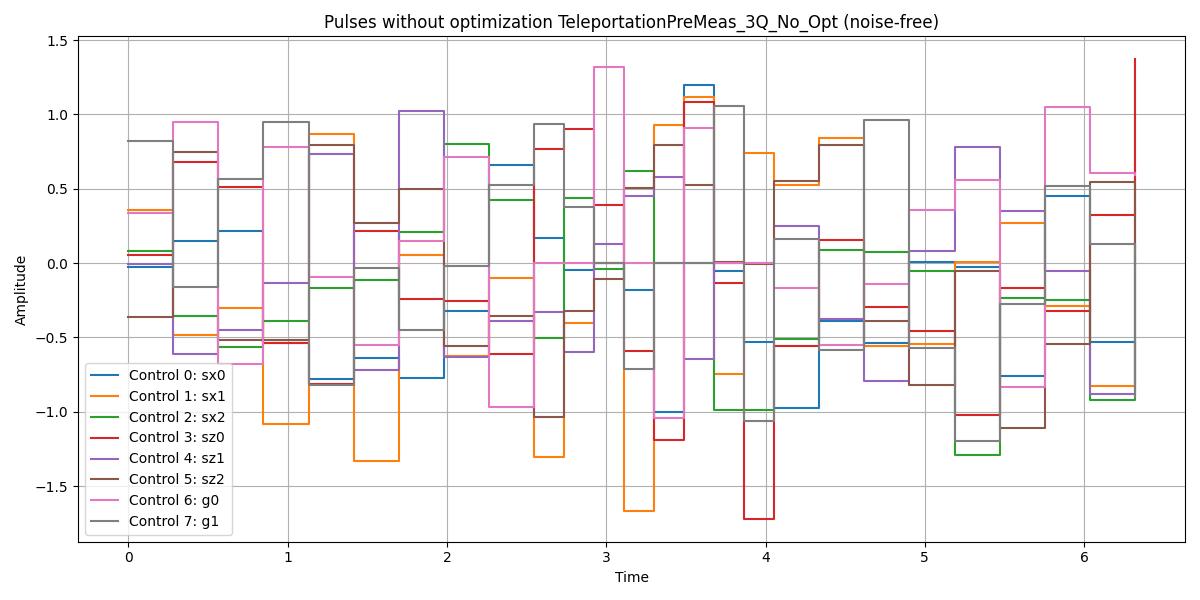 Pulses without optimization TeleportationPreMeas_3Q_No_Opt (noise-free)
1.5
1.0
0.5
0.0
−0.5
−1.0
−1.5
Amplitude
Control 0: sx0
Control 1: sx1
Control 2: sx2
Control 3: sz0
Control 4: sz1
Control 5: sz2
Control 6: g0
Control 7: g1
0 1 2 3 4 5 6
Time